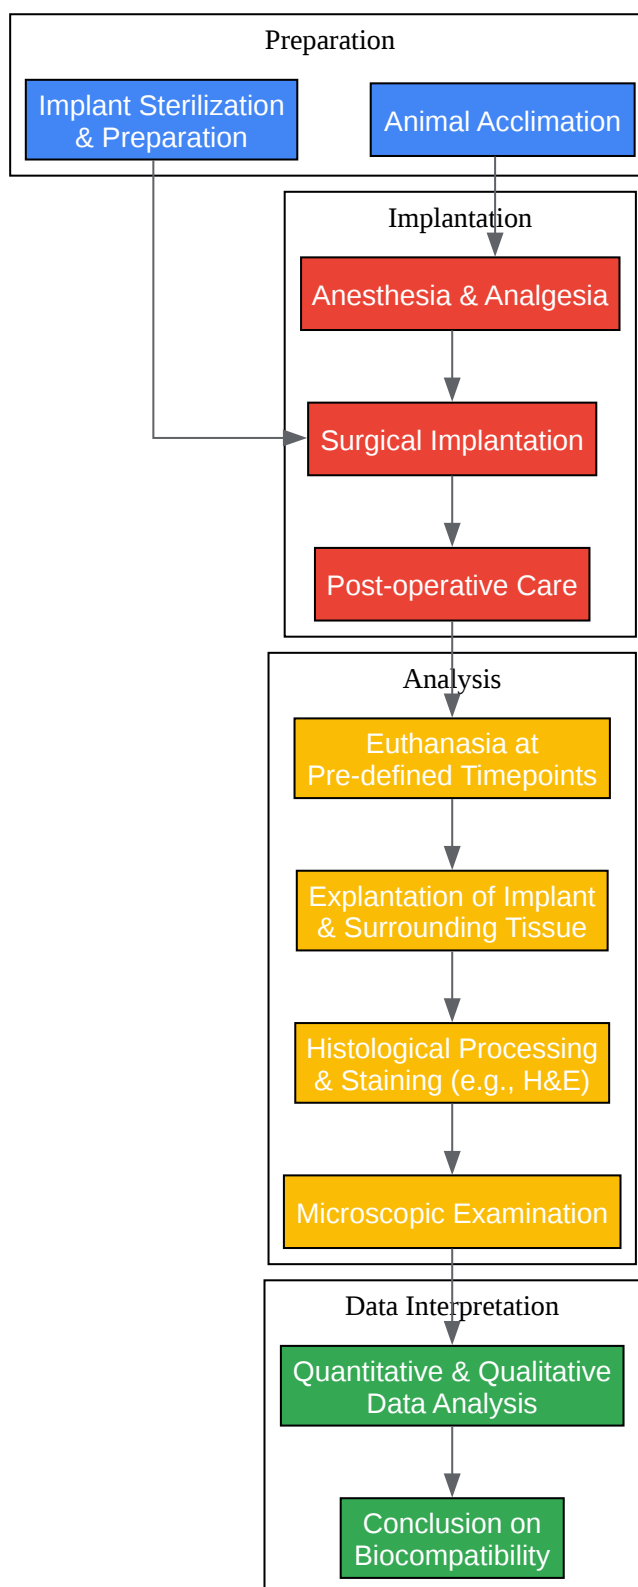 Preparation
Implant Sterilization
& Preparation
Animal Acclimation
Implantation
Anesthesia & Analgesia
Surgical Implantation
Post-operative Care
Analysis
Euthanasia at
Pre-defined Timepoints
Explantation of Implant
& Surrounding Tissue
Histological Processing
& Staining (e.g., H&E)
Microscopic Examination
Data Interpretation
Quantitative & Qualitative
Data Analysis
Conclusion on
Biocompatibility